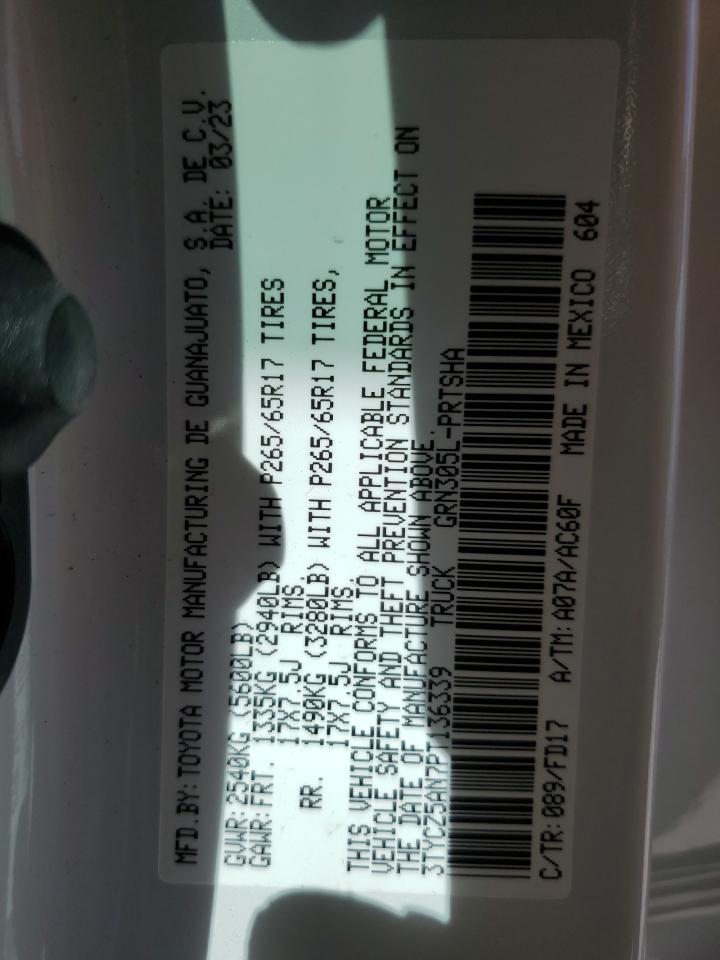 MFD.BY: TOYOTA MOTOR MANUFACTURING DE GUANAJUATO, S.A. DE C.V.
DATE: 03/23
GVWR: 2540KG (5600LB)
GAWR: FRT. 1335KG (2940LB) WITH P265/65R17 TIRES
17X7.5J RIMS,
RR. 1490KG (3280LB) WITH P265/65R17 TIRES,
17X7.5J RIMS.
THIS VEHICLE CONFORMS TO ALL APPLICABLE FEDERAL MOTOR
VEHICLE SAFETY AND THEFT PREVENTION STANDARDS IN EFFECT ON
THE DATE OF MANUFACTURE SHOWN ABOVE.
3TYCZ5AN7PT136339 TRUCK GRN305L-PRTSHA
C/TR: 089/FD17 A/TM: A07A/AC60F MADE IN MEXICO 604